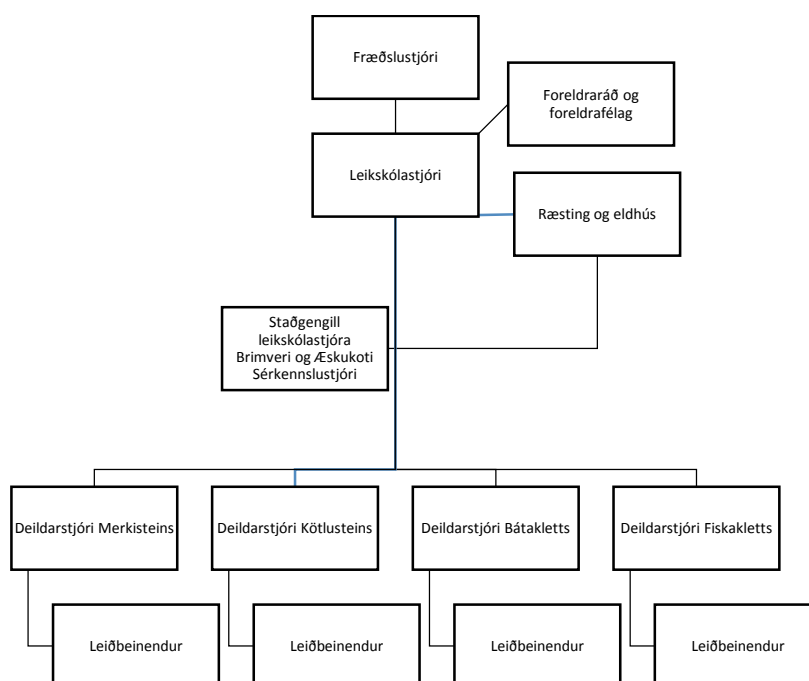 Fræðslustjóri
Foreldraráð og
foreldrafélag
Leikskólastjóri
Ræsting og eldhús
Staðgengill
leikskólastjóra
Brimveri og Æskukoti
Sérkennslustjóri
Deildarstjóri Merkisteins
Deildarstjóri Kötlusteins
Deildarstjóri Bátakletts
Deildarstjóri Fiskakletts
Leiðbeinendur
Leiðbeinendur
Leiðbeinendur
Leiðbeinendur